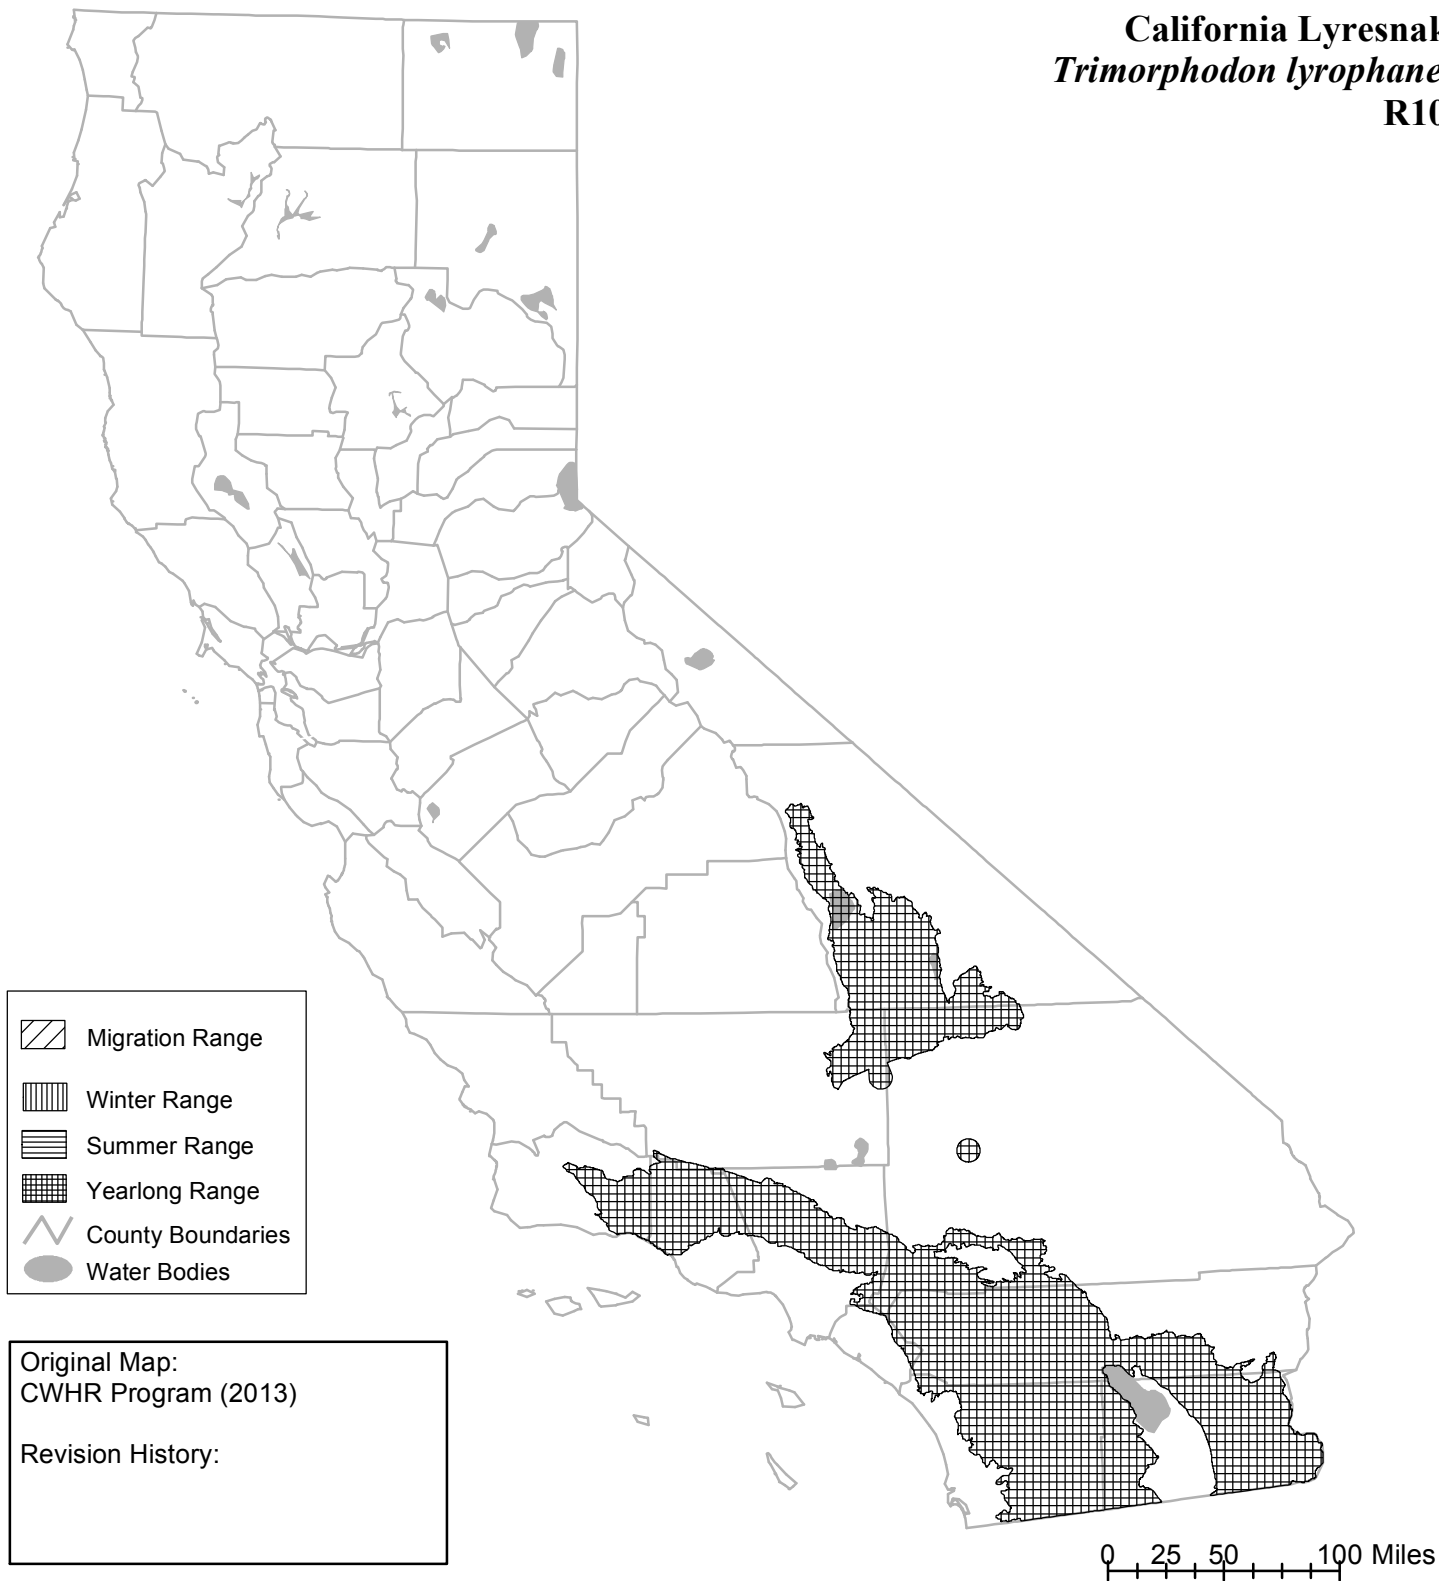 California Lyresnak
Trimorphodon lyrophane
R10
Migration Range
Winter Range
Summer Range
Yearlong Range
County Boundaries
Water Bodies
Original Map:
CWHR Program (2013)
Revision History:
0 25 50 100 Miles